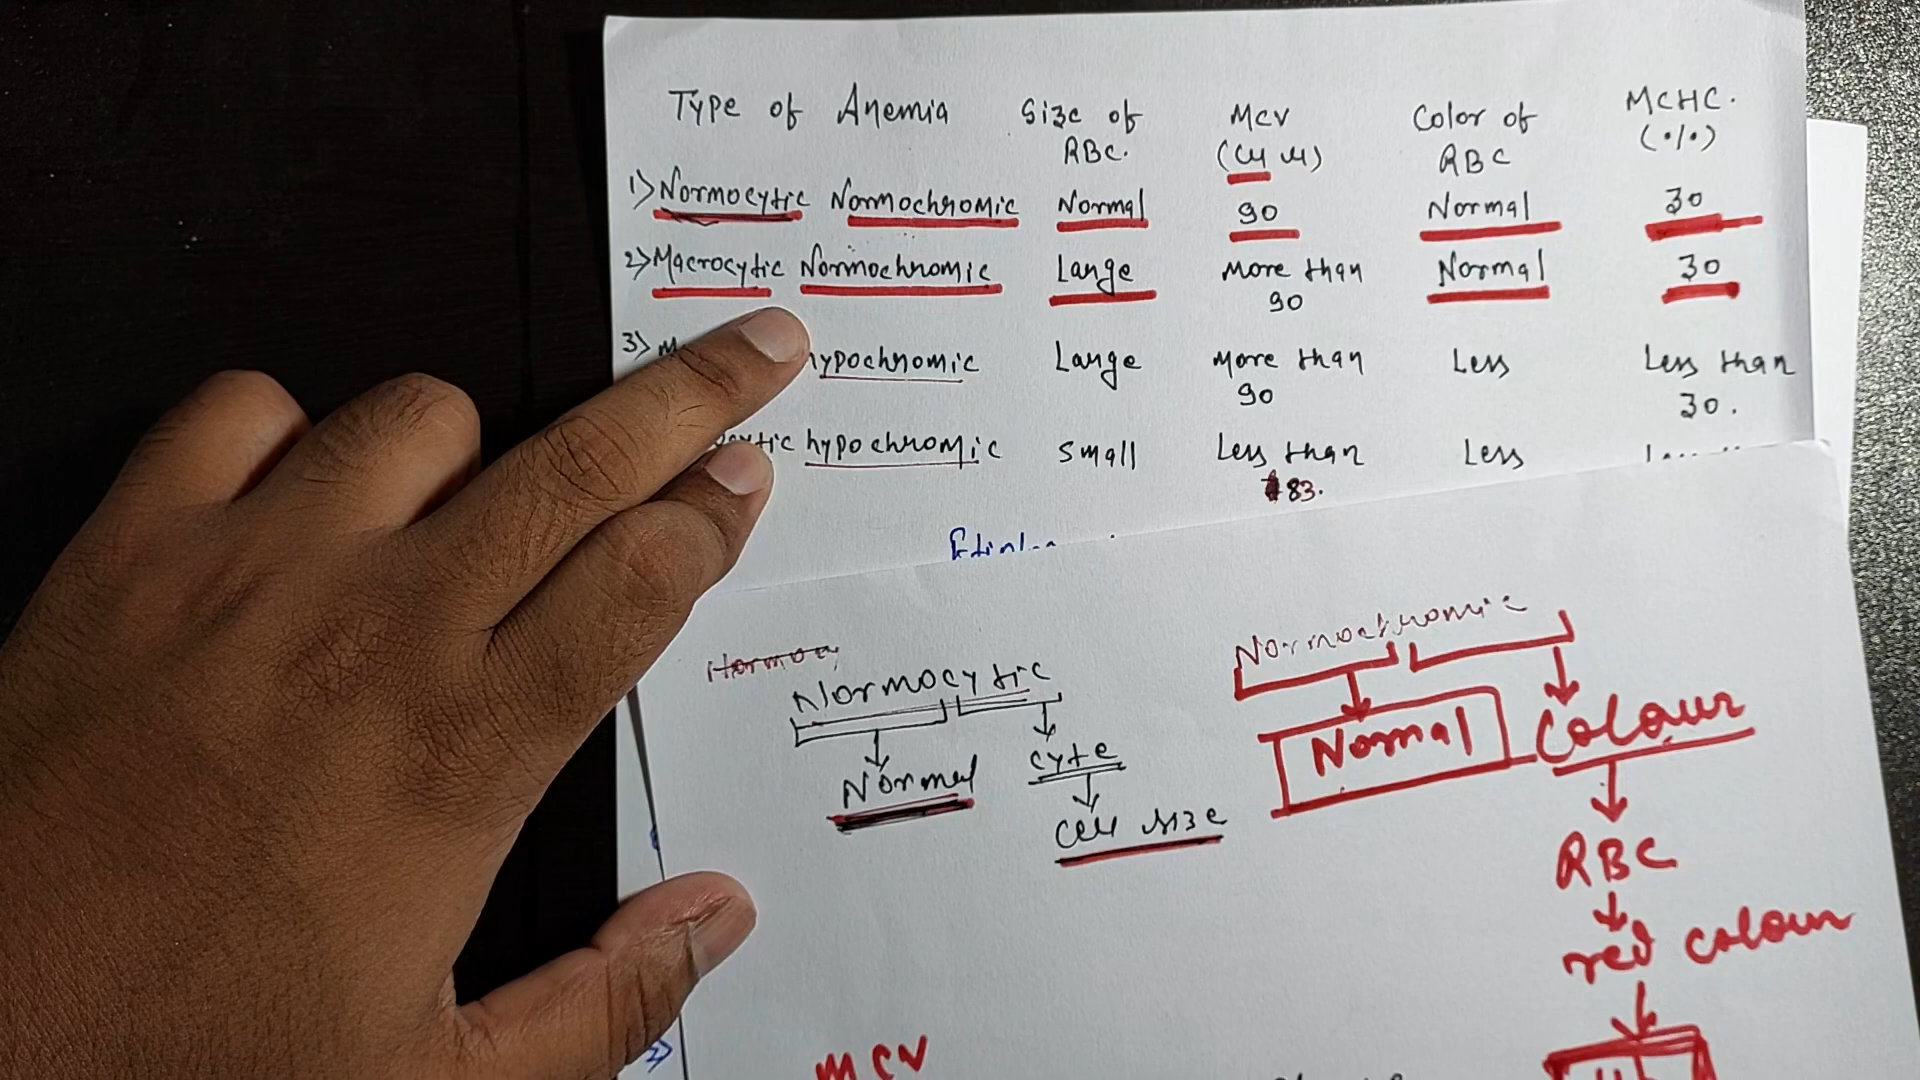 Type of Anemia Size of RBC. MCV (Cu u) Color of RBC MCHC. (%)
1) Normocytic Normochromic Normal 90 Normal 30
2) Macrocytic Normochromic Large More than 90 Normal 30
3) hypochromic Large More than 90 Less Less than 30.
hypochromic Small Less than 83. Less
Normocytic
Normal
cyte
Cell size
Normochromic
Normal
Colour
RBC
red colour
2)
MCV